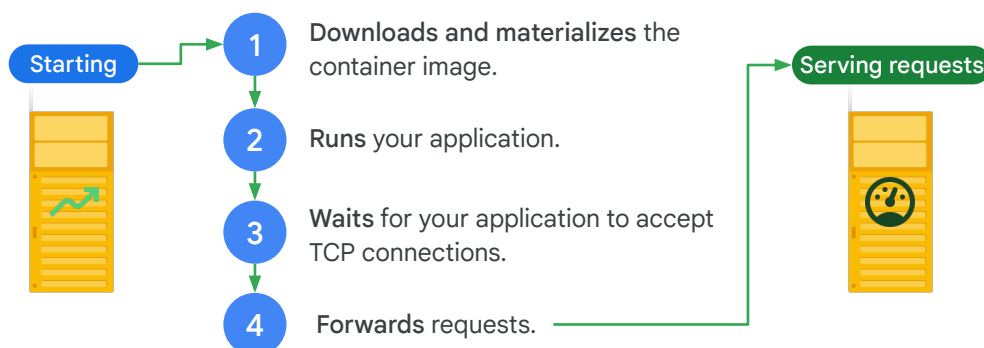 Starting
1
Downloads and materializes the
container image.
2
Runs your application.
3
Waits for your application to accept
TCP connections.
4
Forwards requests.
Serving requests